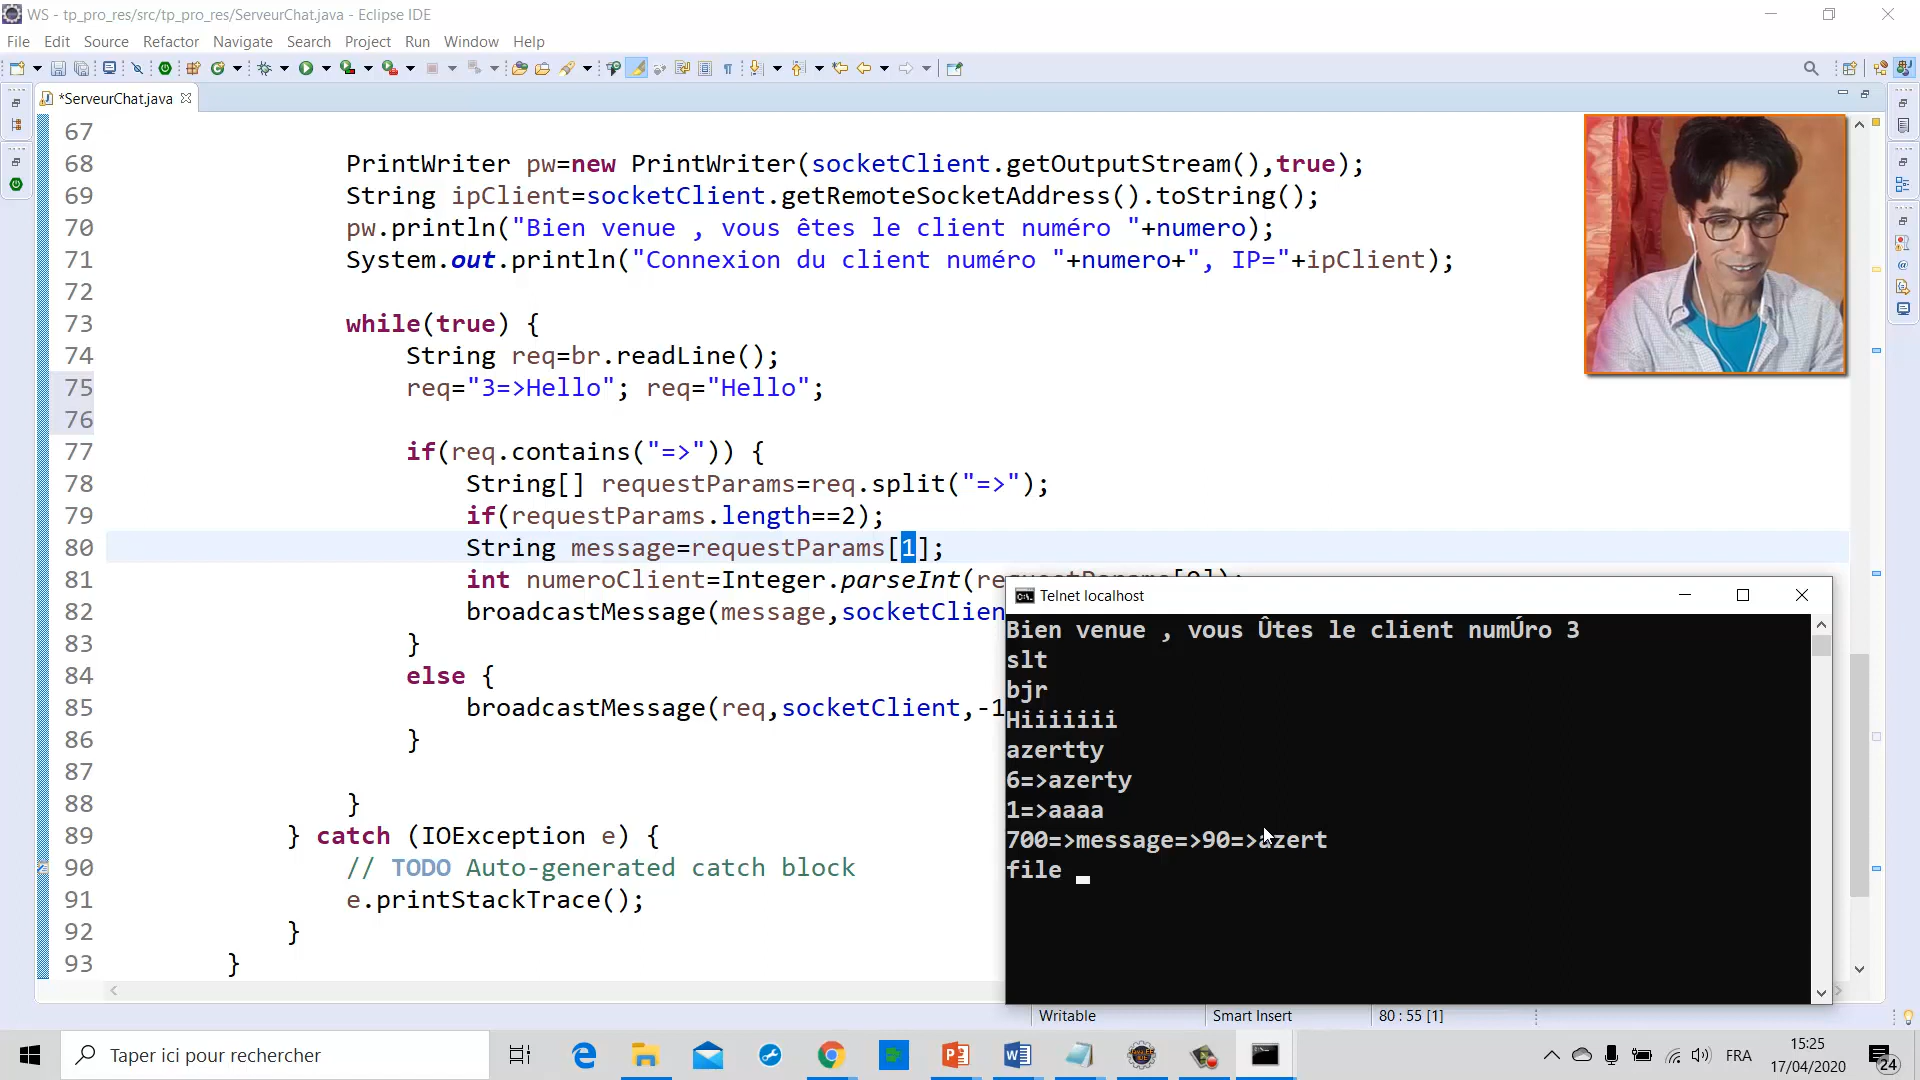 WS - tp_pro_res/src/tp_pro_res/ServeurChat.java - Eclipse IDE
File Edit Source Refactor Navigate Search Project Run Window Help
*ServeurChat.java
67
68 PrintWriter pw=new PrintWriter(socketClient.getOutputStream(),true);
69 String ipClient=socketClient.getRemoteSocketAddress().toString();
70 pw.println("Bien venue , vous êtes le client numéro "+numero);
71 System.out.println("Connexion du client numéro "+numero+", IP="+ipClient);
72
73 while(true) {
74 String req=br.readLine();
75 req="3=>Hello"; req="Hello";
76
77 if(req.contains("=>")) {
78 String[] requestParams=req.split("=>");
79 if(requestParams.length==2);
80 String message=requestParams[1];
81 int numeroClient=Integer.parseInt(requestParams[0]);
82 broadcastMessage(message,socketClien
83 }
84 else {
85 broadcastMessage(req,socketClient,-1
86 }
87
88 }
89 } catch (IOException e) {
90 // TODO Auto-generated catch block
91 e.printStackTrace();
92 }
93 }
Telnet localhost
Bien venue , vous Ûtes le client numÚro 3
slt
bjr
Hiiiiiii
azertty
6=>azerty
1=>aaaa
700=>message=>90=>azert
file
Writable Smart Insert 80 : 55 [1]
Taper ici pour rechercher
FRA
15:25
17/04/2020
24